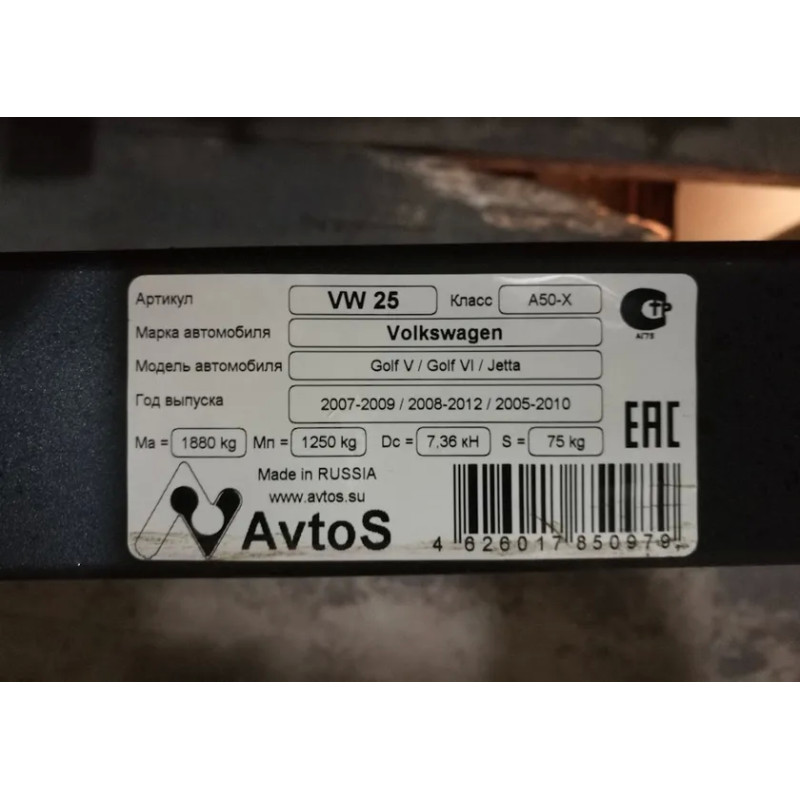 Артикул VW 25 Класс A50-X
Марка автомобиля Volkswagen
Модель автомобиля Golf V / Golf VI / Jetta
Год выпуска 2007-2009 / 2008-2012 / 2005-2010
Ма = 1880 kg Мп = 1250 kg Dc = 7,36 кН S = 75 kg
Made in RUSSIA
www.avtos.su
AvtoS
4 626017 850979
СТР
АГ75
EAC